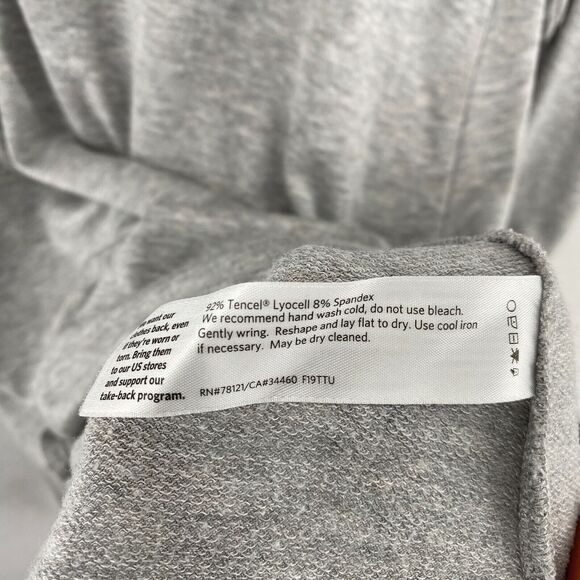 want our
clothes back, even
if they're worn or
torn. Bring them
to our US stores
and support our
take-back program.
92% Tencel® Lyocell 8% Spandex
We recommend hand wash cold, do not use bleach.
Gently wring. Reshape and lay flat to dry. Use cool iron
if necessary. May be dry cleaned.
RN#78121/CA#34460 F19TTU